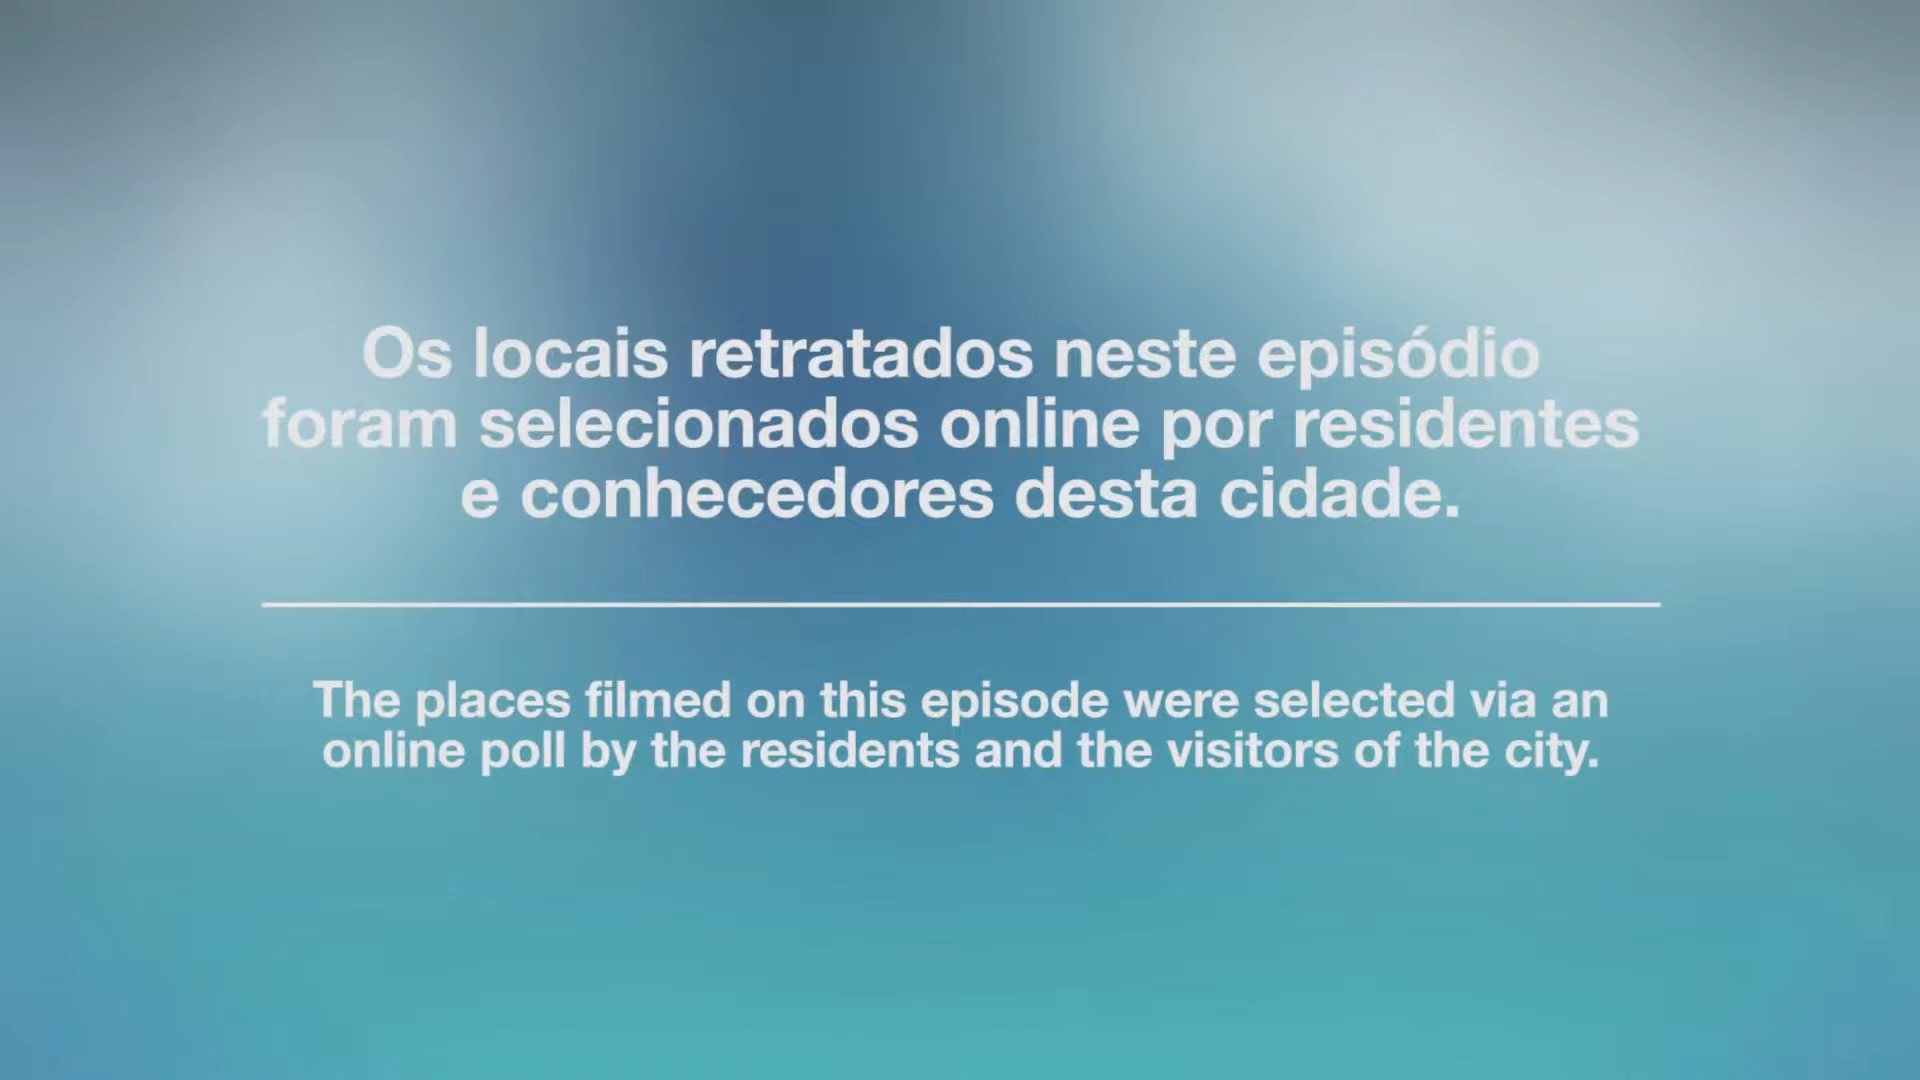 Os locais retratados neste episódio
foram selecionados online por residentes
e conhecedores desta cidade.
The places filmed on this episode were selected via an
online poll by the residents and the visitors of the city.